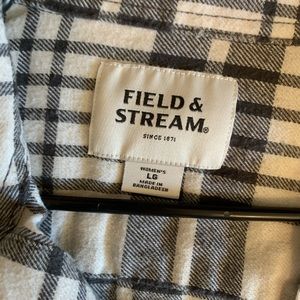 FIELD &
STREAM®
SINCE 1871
WOMEN'S
LG
MADE IN
BANGLADESH